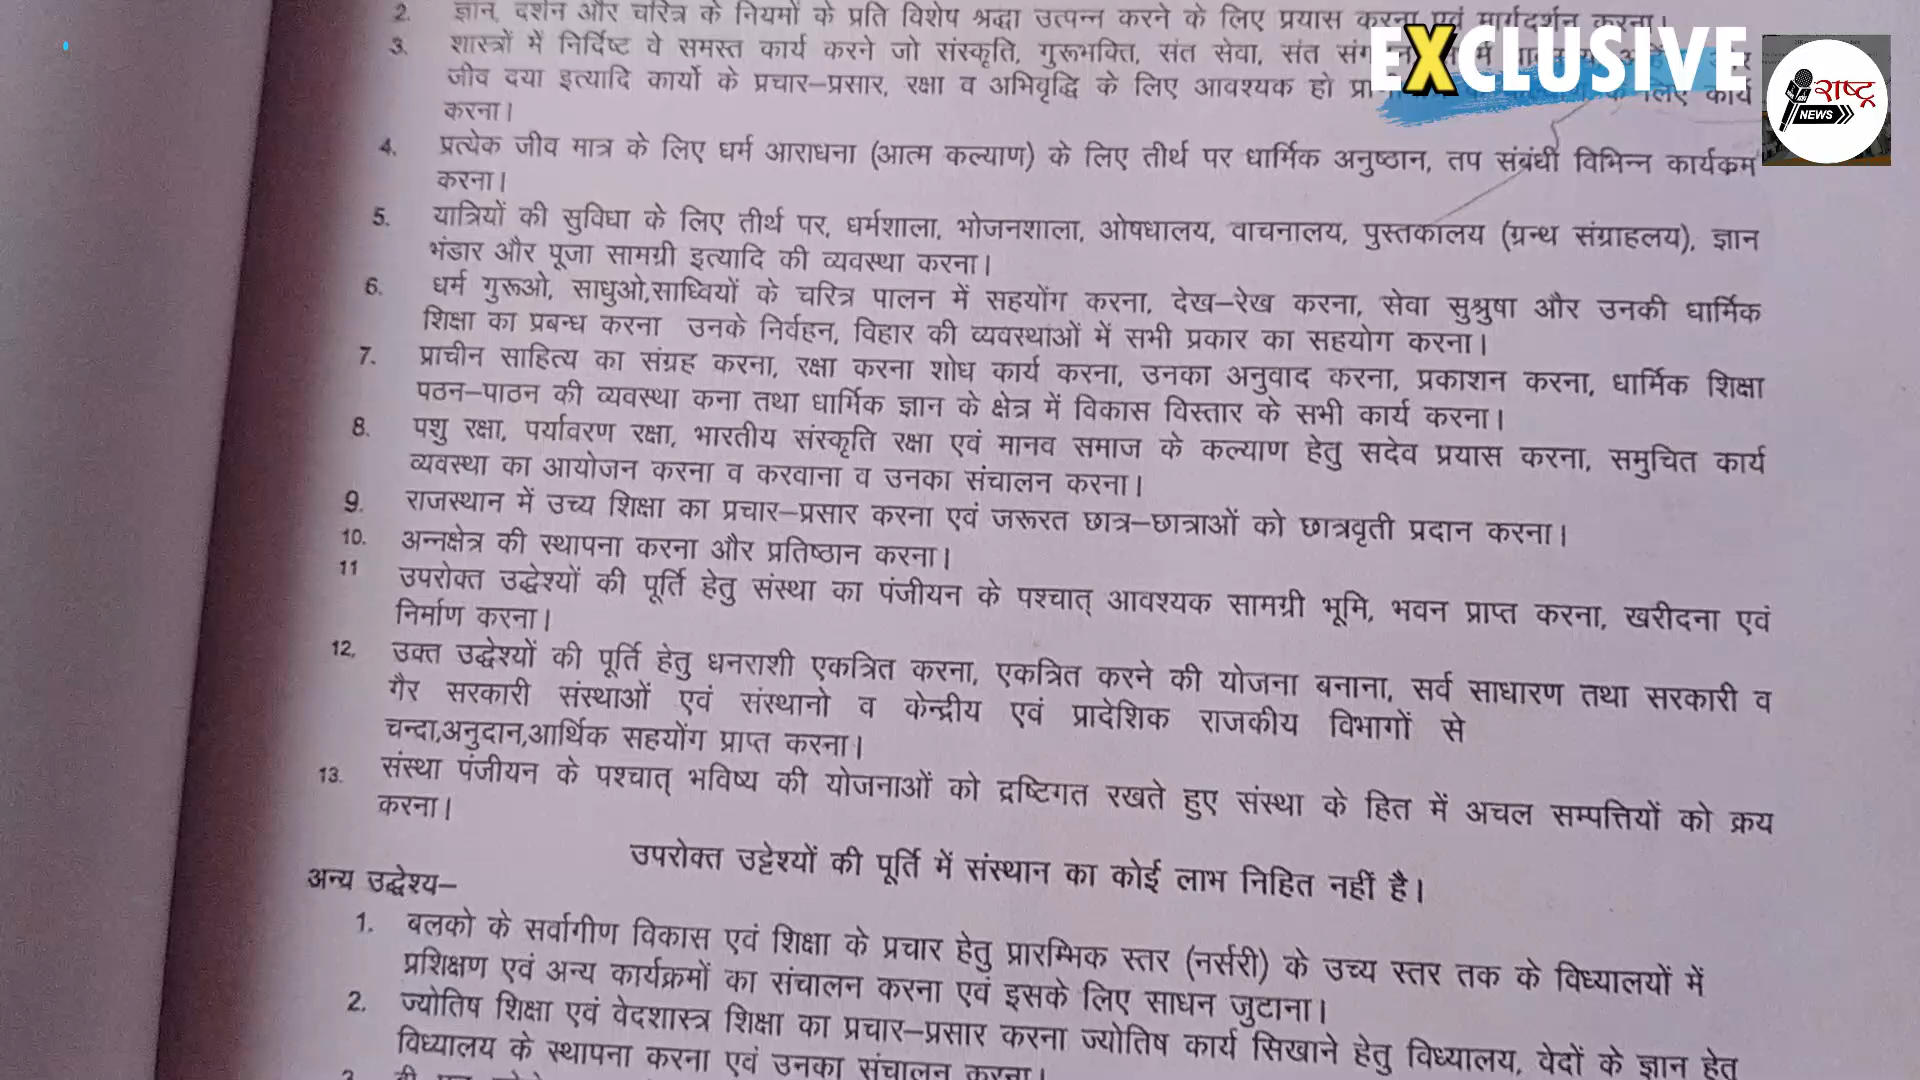 2. ज्ञान, दर्शन और चरित्र के नियमों के प्रति विशेष श्रद्धा उत्पन्न करने के लिए प्रयास करना एवं मार्गदर्शन करना।
3. शास्त्रों में निर्दिष्ट वे समस्त कार्य करने जो संस्कृति, गुरूभक्ति, संत सेवा, संत
जीव दया इत्यादि कार्यो के प्रचार–प्रसार, रक्षा व अभिवृद्धि के लिए आवश्यक हो के लिए कार्य
करना।
EXCLUSIVE
राष्ट्र
NEWS
4. प्रत्येक जीव मात्र के लिए धर्म आराधना (आत्म कल्याण) के लिए तीर्थ पर धार्मिक अनुष्ठान, तप संबंधी विभिन्न कार्यकम
करना।
5. यात्रियों की सुविधा के लिए तीर्थ पर, धर्मशाला, भोजनशाला, ओषधालय, वाचनालय, पुस्तकालय (ग्रन्थ संग्राहलय), ज्ञान
भंडार और पूजा सामग्री इत्यादि की व्यवस्था करना।
6. धर्म गुरूओ, साधुओ,साध्वियों के चरित्र पालन में सहयोंग करना, देख–रेख करना, सेवा सुश्रुषा और उनकी धार्मिक
शिक्षा का प्रबन्ध करना उनके निर्वहन, विहार की व्यवस्थाओं में सभी प्रकार का सहयोग करना।
7. प्राचीन साहित्य का संग्रह करना, रक्षा करना शोध कार्य करना, उनका अनुवाद करना, प्रकाशन करना, धार्मिक शिक्षा
पठन–पाठन की व्यवस्था कना तथा धार्मिक ज्ञान के क्षेत्र में विकास विस्तार के सभी कार्य करना।
8. पशु रक्षा, पर्यावरण रक्षा, भारतीय संस्कृति रक्षा एवं मानव समाज के कल्याण हेतु सदेव प्रयास करना, समुचित कार्य
व्यवस्था का आयोजन करना व करवाना व उनका संचालन करना।
9. राजस्थान में उच्य शिक्षा का प्रचार–प्रसार करना एवं जरूरत छात्र–छात्राओं को छात्रवृती प्रदान करना।
10. अन्नक्षेत्र की स्थापना करना और प्रतिष्ठान करना।
11 उपरोक्त उद्धेश्यों की पूर्ति हेतु संस्था का पंजीयन के पश्चात् आवश्यक सामग्री भूमि, भवन प्राप्त करना, खरीदना एवं
निर्माण करना।
12, उक्त उद्धेश्यों की पूर्ति हेतु धनराशी एकत्रित करना, एकत्रित करने की योजना बनाना, सर्व साधारण तथा सरकारी व
गैर सरकारी संस्थाओं एवं संस्थानो व केन्द्रीय एवं प्रादेशिक राजकीय विभागों से
चन्दा,अनुदान,आर्थिक सहयोंग प्राप्त करना।
13. संस्था पंजीयन के पश्चात् भविष्य की योजनाओं को द्रष्टिगत रखते हुए संस्था के हित में अचल सम्पत्तियों को क्रय
करना।
उपरोक्त उद्देश्यों की पूर्ति में संस्थान का कोई लाभ निहित नहीं है।
अन्य उद्धेश्य–
1. बलको के सर्वागीण विकास एवं शिक्षा के प्रचार हेतु प्रारम्भिक स्तर (नर्सरी) के उच्य स्तर तक के विध्यालयों में
प्रशिक्षण एवं अन्य कार्यक्रमों का संचालन करना एवं इसके लिए साधन जुटाना।
2. ज्योतिष शिक्षा एवं वेदशास्त्र शिक्षा का प्रचार–प्रसार करना ज्योतिष कार्य सिखाने हेतु विध्यालय, वेदों के ज्ञान हेतु
विध्यालय के स्थापना करना एवं उनका संचालन करना।